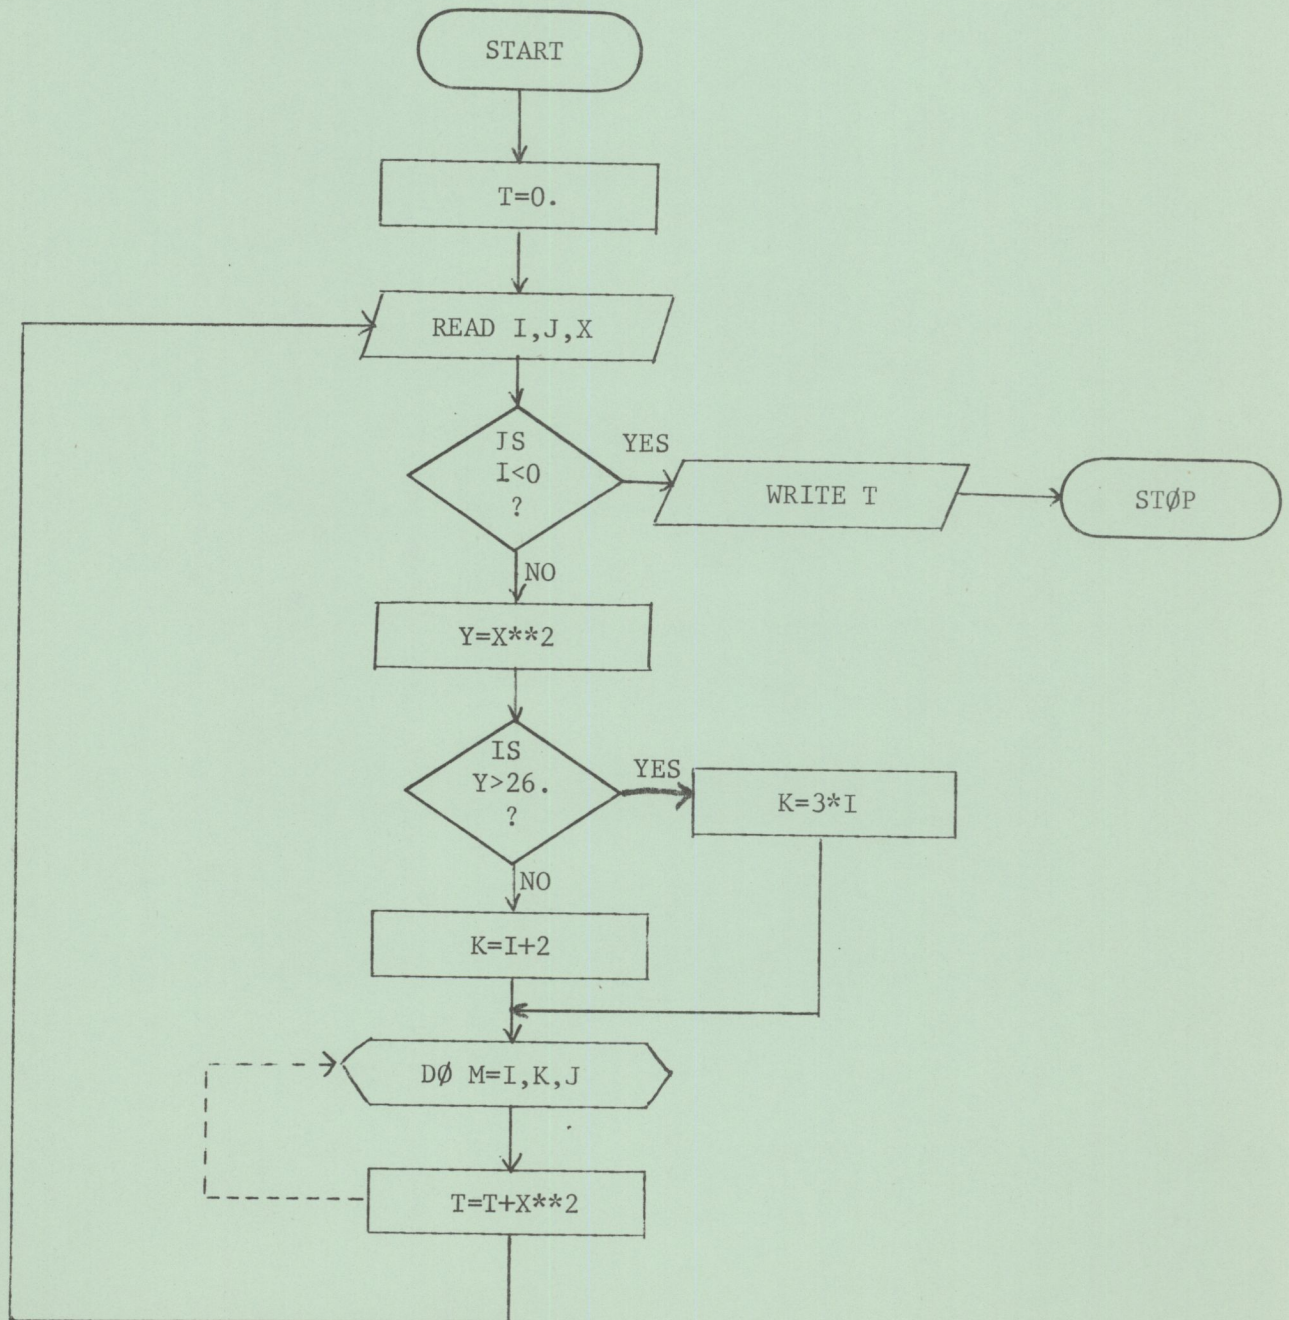 START
T=0.
READ I,J,X
JS
I<0
?
YES
WRITE T
STØP
NO
Y=X**2
IS
Y>26.
?
YES
K=3*I
NO
K=I+2
DØ M=I,K,J
T=T+X**2